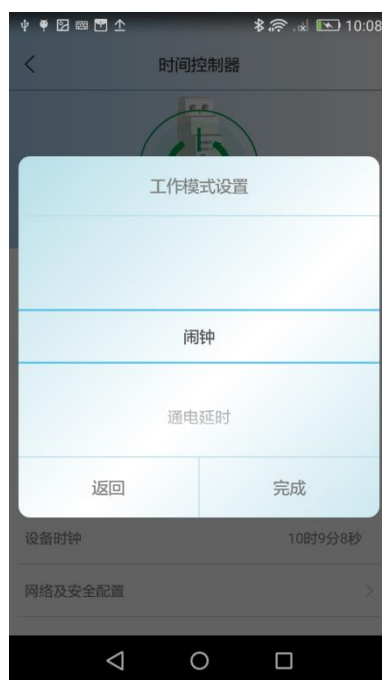 10:08
时间控制器
工作模式设置
闹钟
通电延时
返回
完成
设备时钟
10时9分8秒
网络及安全配置